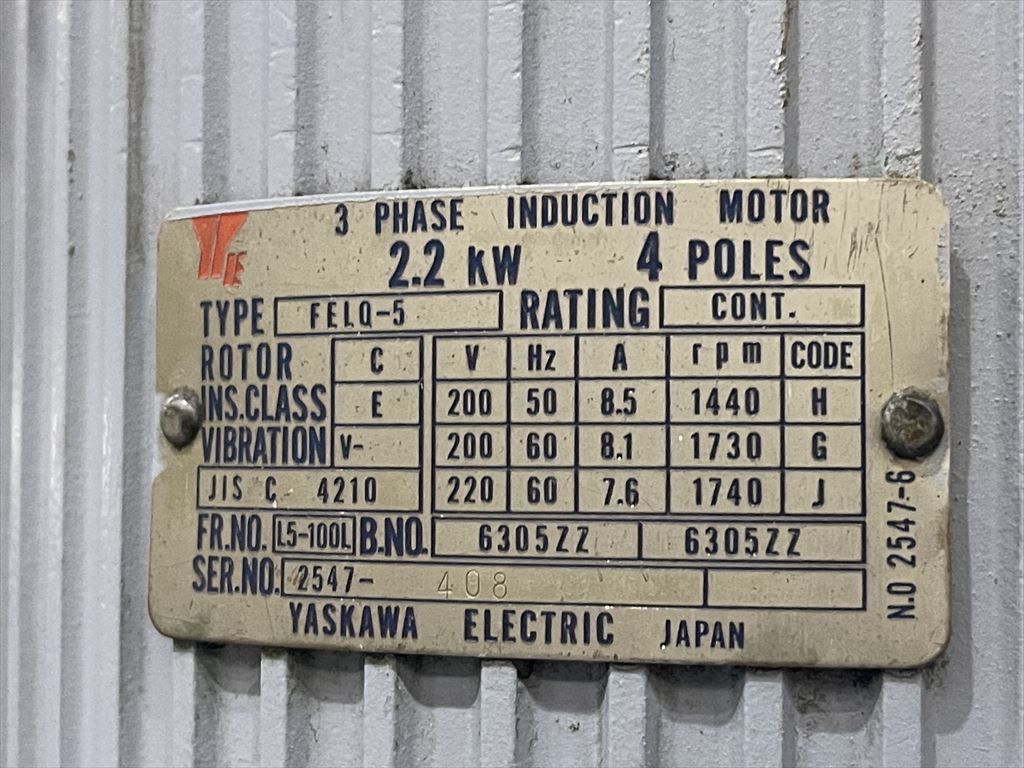 3 PHASE INDUCTION MOTOR
2.2 KW 4 POLES
TYPE FELQ-5 RATING CONT.
ROTOR C V Hz A rpm CODE
INS.CLASS E 200 50 8.5 1440 H
VIBRATION V- 200 60 8.1 1730 G
JIS C 4210 220 60 7.6 1740 J
FR.NO. L5-100L B.NO. 6305ZZ 6305ZZ
SER.NO. 2547- 408
YASKAWA ELECTRIC JAPAN
N.O 2547-6